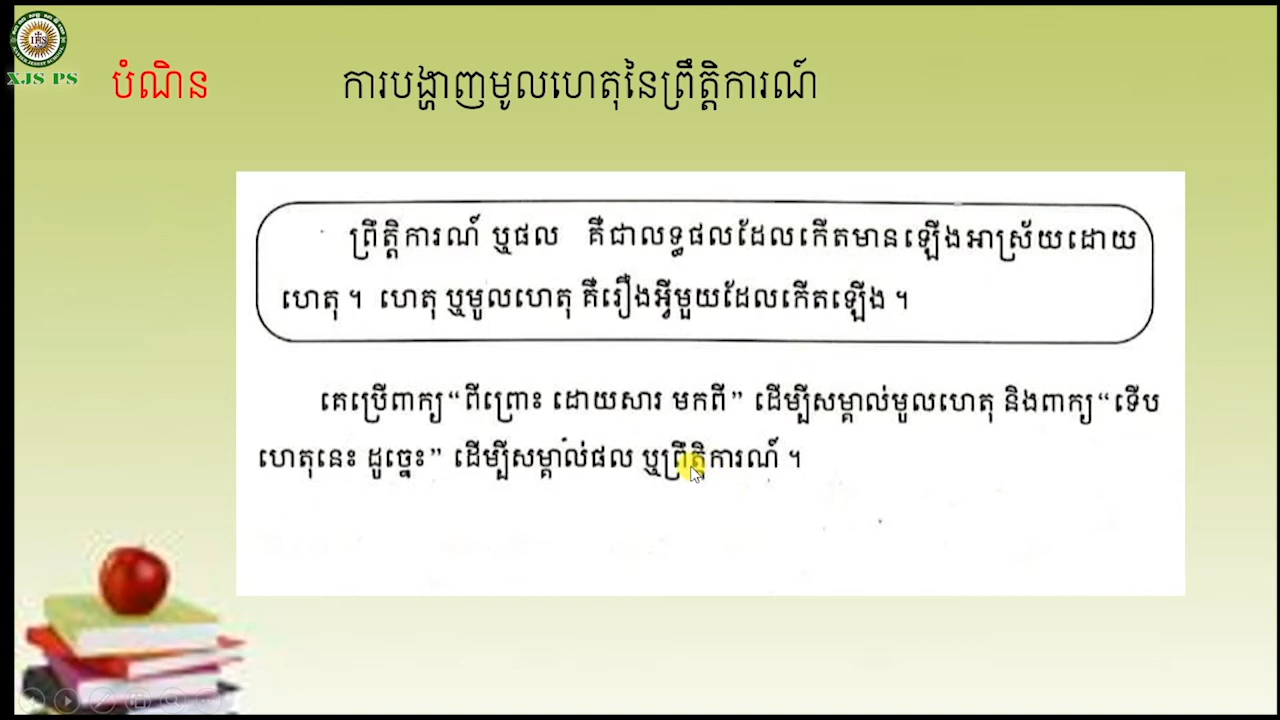 XJS PS
បំណិន ការបង្ហាញមូលហេតុនៃព្រឹត្តិការណ៍
ព្រឹត្តិការណ៍ ឬផល គឺជាលទ្ធផលដែលកើតមានឡើងអាស្រ័យដោយ
ហេតុ ។ ហេតុ ឬមូលហេតុ គឺរឿងអ្វីមួយដែលកើតឡើង ។
គេប្រើពាក្យ“ពីព្រោះ ដោយសារ មកពី” ដើម្បីសម្គាល់មូលហេតុ និងពាក្យ“ទើប
ហេតុនេះ ដូច្នេះ” ដើម្បីសម្គាល់ផល ឬព្រឹត្តិការណ៍ ។